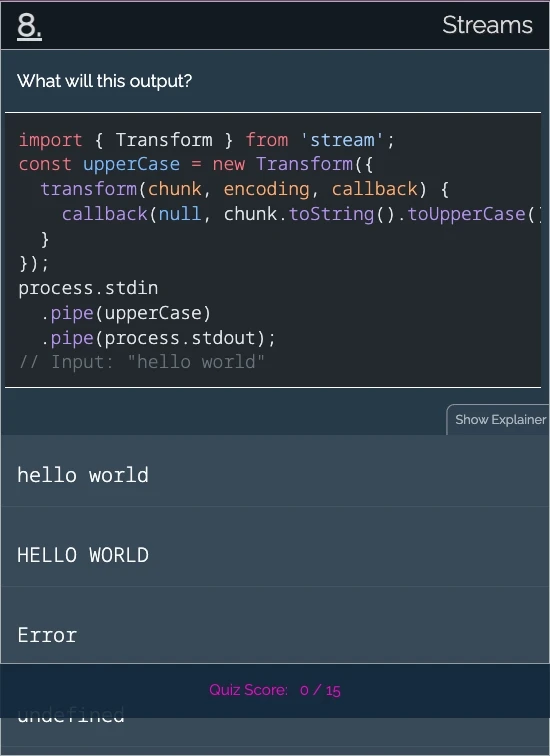 8.
Streams
What will this output?
import { Transform } from 'stream';
const upperCase = new Transform({
  transform(chunk, encoding, callback) {
    callback(null, chunk.toString().toUpperCase()
  }
});
process.stdin
  .pipe(upperCase)
  .pipe(process.stdout);
// Input: "hello world"
Show Explainer
hello world
HELLO WORLD
Error
Quiz Score: 0 / 15
undefined